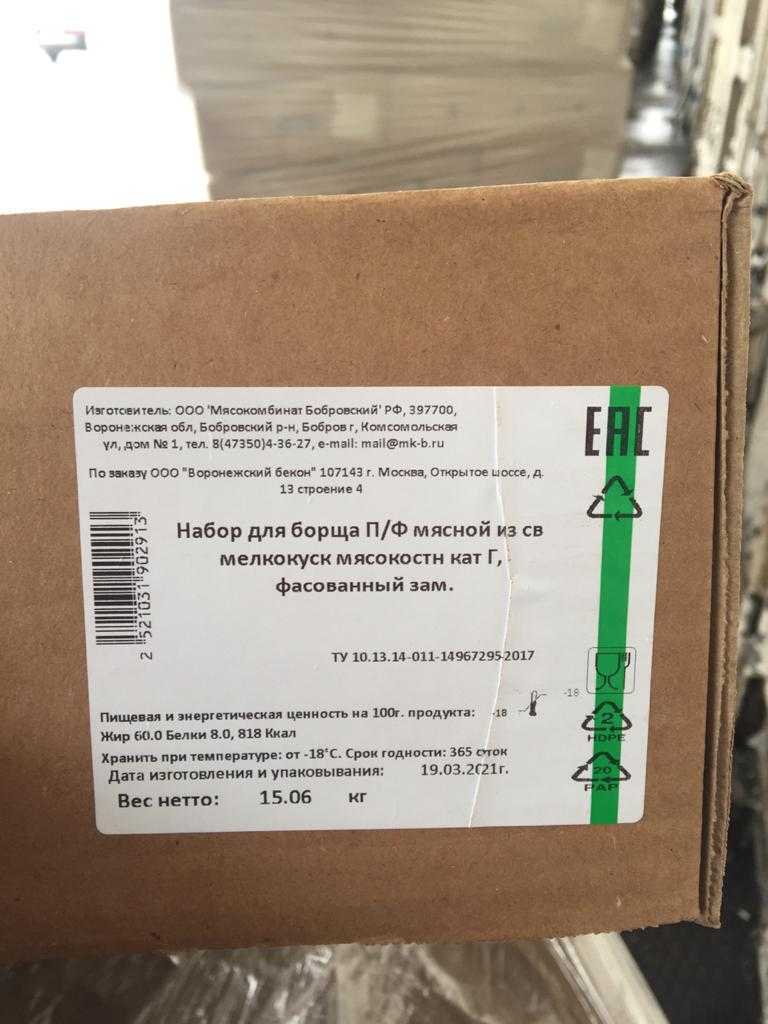 Изготовитель: ООО 'Мясокомбинат Бобровский' РФ, 397700,
Воронежская обл, Бобровский р-н, Бобров г, Комсомольская
ул, дом № 1, тел. 8(47350)4-36-27, e-mail: mail@mk-b.ru
По заказу ООО "Воронежский бекон" 107143 г. Москва, Открытое шоссе, д.
13 строение 4
EAC
Набор для борща П/Ф мясной из св
мелкокуск мясокостн кат Г,
фасованный зам.
2 521031 902913
ТУ 10.13.14-011-14967295-2017
-18
-18
Пищевая и энергетическая ценность на 100г. продукта:
Жир 60.0 Белки 8.0, 818 Ккал
2
HDPE
Хранить при температуре: от -18°С. Срок годности: 365 суток
Дата изготовления и упаковывания: 19.03.2021г.
20
PAP
Вес нетто: 15.06 кг